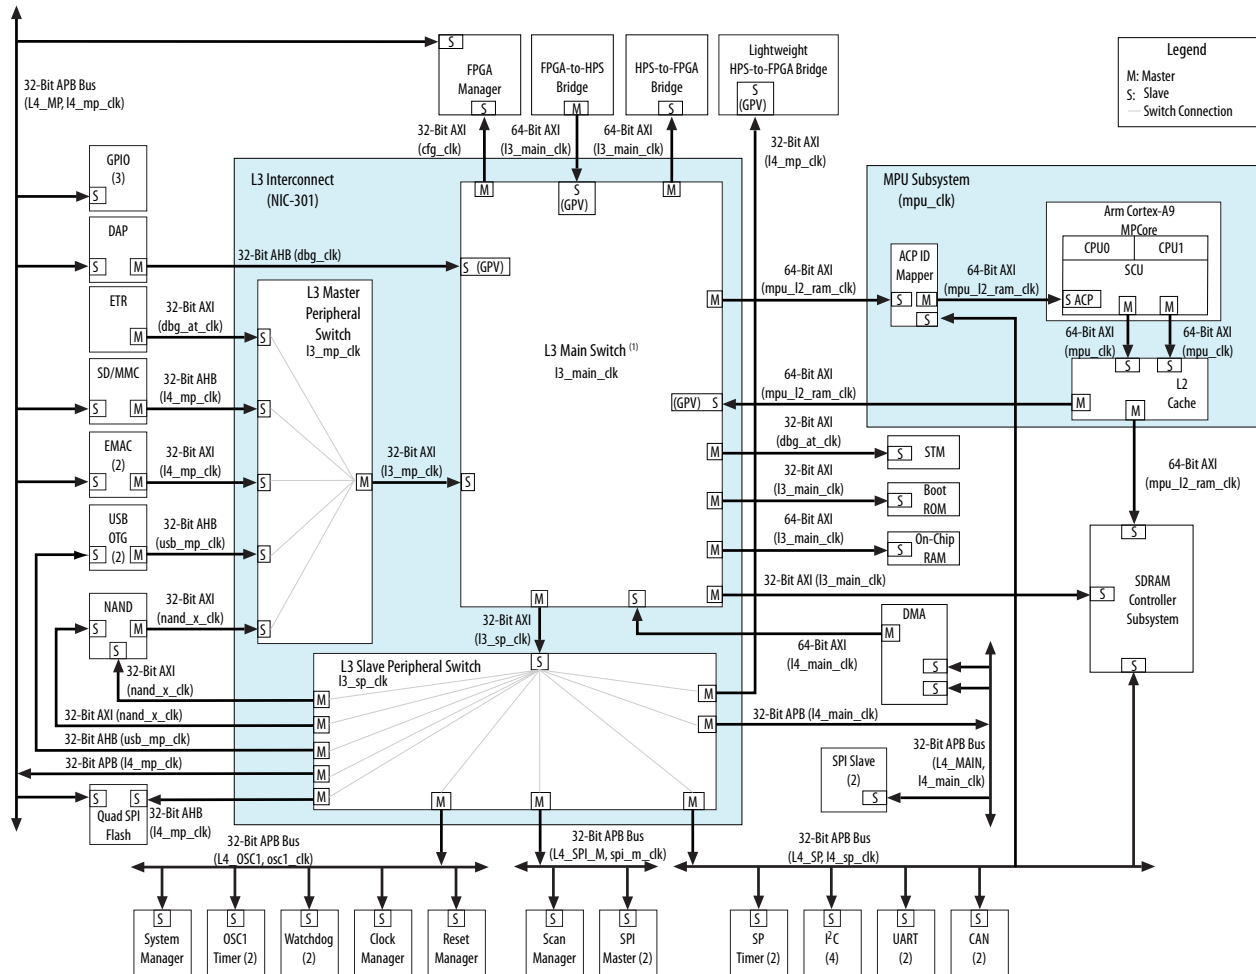 32-Bit APB Bus
(L4_MP, l4_mp_clk)
S
FPGA
Manager
S
FPGA-to-HPS
Bridge
M
HPS-to-FPGA
Bridge
S
Lightweight
HPS-to-FPGA Bridge
S
(GPV)
Legend
M: Master
S: Slave
Switch Connection
32-Bit AXI
(cfg_clk)
64-Bit AXI
(l3_main_clk)
64-Bit AXI
(l3_main_clk)
32-Bit AXI
(l4_mp_clk)
GPIO
(3)
S
DAP
S
M
32-Bit AHB (dbg_clk)
ETR
M
32-Bit AXI
(dbg_at_clk)
SD/MMC
S
M
32-Bit AHB
(l4_mp_clk)
EMAC
(2)
S
M
32-Bit AXI
(l4_mp_clk)
USB
OTG
(2)
S
M
32-Bit AHB
(usb_mp_clk)
NAND
S
M
S
32-Bit AXI
(nand_x_clk)
L3 Interconnect
(NIC-301)
L3 Master
Peripheral
Switch
l3_mp_clk
S
S
S
S
S
M
32-Bit AXI
(l3_mp_clk)
M
S
(GPV)
M
S (GPV)
S
L3 Main Switch (1)
l3_main_clk
M
(GPV) S
M
M
M
M
M
S
64-Bit AXI
(mpu_l2_ram_clk)
64-Bit AXI
(mpu_l2_ram_clk)
32-Bit AXI
(dbg_at_clk)
32-Bit AXI
(l3_main_clk)
64-Bit AXI
(l3_main_clk)
32-Bit AXI (l3_main_clk)
MPU Subsystem
(mpu_clk)
ACP ID
Mapper
S
M
S
64-Bit AXI
(mpu_l2_ram_clk)
Arm Cortex-A9
MPCore
CPU0
CPU1
SCU
S ACP
M
M
64-Bit AXI
(mpu_clk)
64-Bit AXI
(mpu_clk)
S
S
L2
Cache
M
M
64-Bit AXI
(mpu_l2_ram_clk)
S
STM
S
Boot
ROM
S
On-Chip
RAM
S
S
SDRAM
Controller
Subsystem
S
DMA
M
S
S
64-Bit AXI
(l4_main_clk)
32-Bit AXI
(l3_sp_clk)
L3 Slave Peripheral Switch
l3_sp_clk
S
M
M
M
M
M
M
M
M
M
M
32-Bit AXI
(nand_x_clk)
32-Bit AXI (nand_x_clk)
32-Bit AHB (usb_mp_clk)
32-Bit APB (l4_mp_clk)
S
S
Quad SPI
Flash
32-Bit AHB
(l4_mp_clk)
32-Bit APB (l4_main_clk)
32-Bit APB Bus
(L4_MAIN,
l4_main_clk)
SPI Slave
(2)
S
32-Bit APB Bus
(L4_OSC1, osc1_clk)
32-Bit APB Bus
(L4_SPI_M, spi_m_clk)
32-Bit APB Bus
(L4_SP, l4_sp_clk)
S
System
Manager
S
OSC1
Timer (2)
S
Watchdog
(2)
S
Clock
Manager
S
Reset
Manager
S
Scan
Manager
S
SPI
Master (2)
S
SP
Timer (2)
S
I2C
(4)
S
UART
(2)
S
CAN
(2)